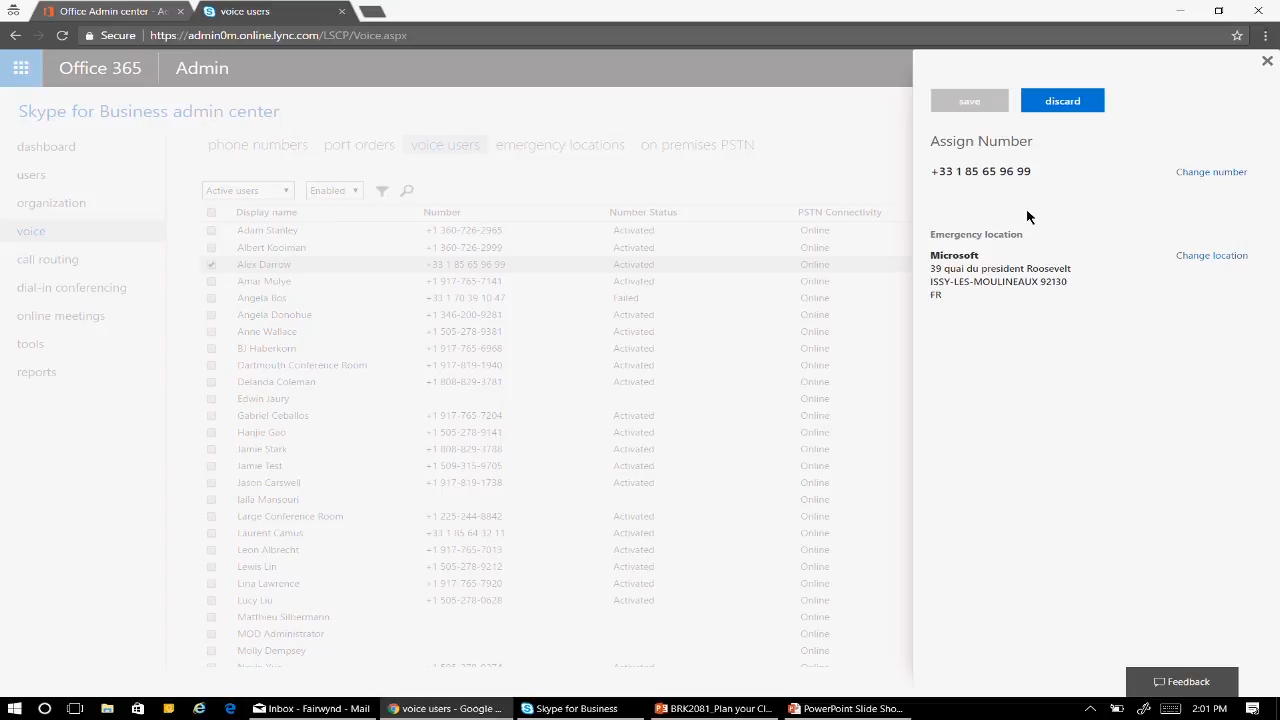 Office Admin center - A
voice users
Secure https://admin0m.online.lync.com/LSCP/Voice.aspx
Office 365 Admin
Skype for Business admin center
dashboard
users
organization
voice
call routing
dial-in conferencing
online meetings
tools
reports
phone numbers port orders voice users emergency locations on premises PSTN
Active users Enabled
Display name Number Number Status PSTN Connectivity
Adam Stanley +1 360-726-2965 Activated Online
Albert Kooiman +1 360-726-2999 Activated Online
Alex Darrow +33 1 85 65 96 99 Activated Online
Amar Mulye +1 917-765-7141 Activated Online
Angela Bos +33 1 70 39 10 47 Failed Online
Angela Donohue +1 346-200-9281 Activated Online
Anne Wallace +1 505-278-9381 Activated Online
BJ Haberkorn +1 917-765-6968 Activated Online
Dartmouth Conference Room +1 917-819-1940 Activated Online
Delanda Coleman +1 808-829-3781 Activated Online
Edwin Jaury Online
Gabriel Ceballos +1 917-765-7204 Activated Online
Hanjie Gao +1 505-278-9141 Activated Online
Jamie Stark +1 808-829-3788 Activated Online
Jamie Test +1 509-315-9705 Activated Online
Jason Carswell +1 917-819-1738 Activated Online
laila Mansouri Online
Large Conference Room +1 225-244-8842 Activated Online
Laurent Camus +33 1 85 64 32 11 Activated Online
Leon Albrecht +1 917-765-7013 Activated Online
Lewis Lin +1 505-278-9212 Activated Online
Lina Lawrence +1 917-765-7920 Activated Online
Lucy Liu +1 505-278-0628 Activated Online
Matthieu Silbermann Online
MOD Administrator Online
Molly Dempsey Online
save discard
Assign Number
+33 1 85 65 96 99 Change number
Emergency location
Microsoft Change location
39 quai du president Roosevelt
ISSY-LES-MOULINEAUX 92130
FR
Feedback
Inbox - Fairwynd - Mail voice users - Google ... Skype for Business BRK2081_Plan your Cl... PowerPoint Slide Sho... 2:01 PM